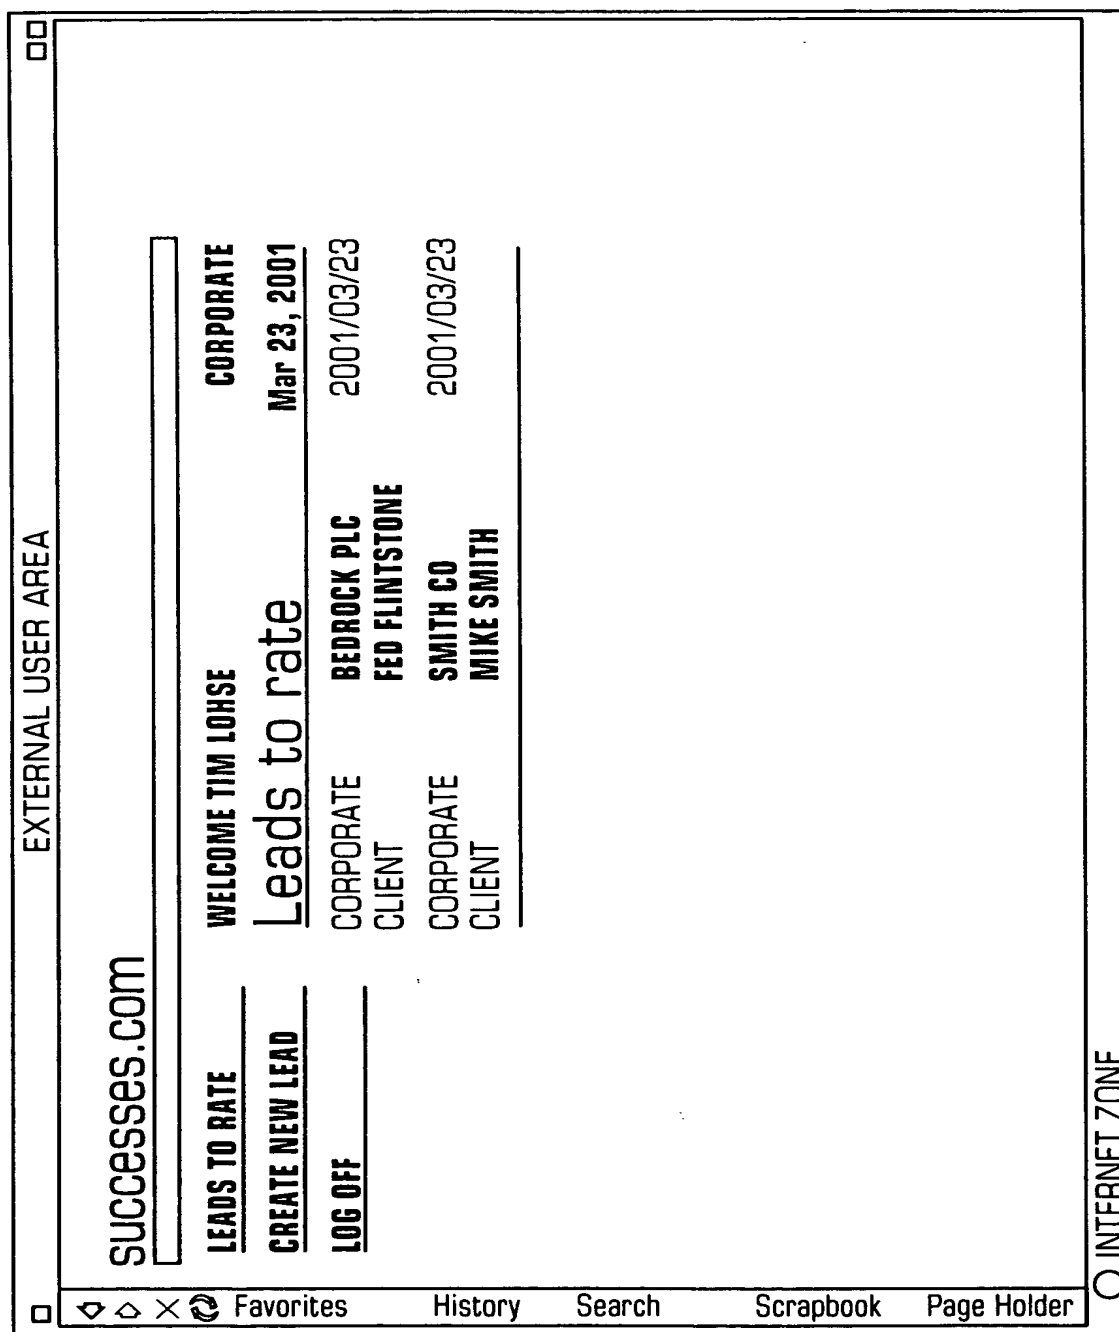 EXTERNAL USER AREA
successes.com
LEADS TO RATE
CREATE NEW LEAD
LOG OFF
WELCOME TIM LOHSE CORPORATE
Leads to rate Mar 23, 2001
CORPORATE BEDROCK PLC 2001/03/23
CLIENT FED FLINTSTONE
CORPORATE SMITH CO 2001/03/23
CLIENT MIKE SMITH
Favorites
History
Search
Scrapbook
Page Holder
INTERNET ZONE